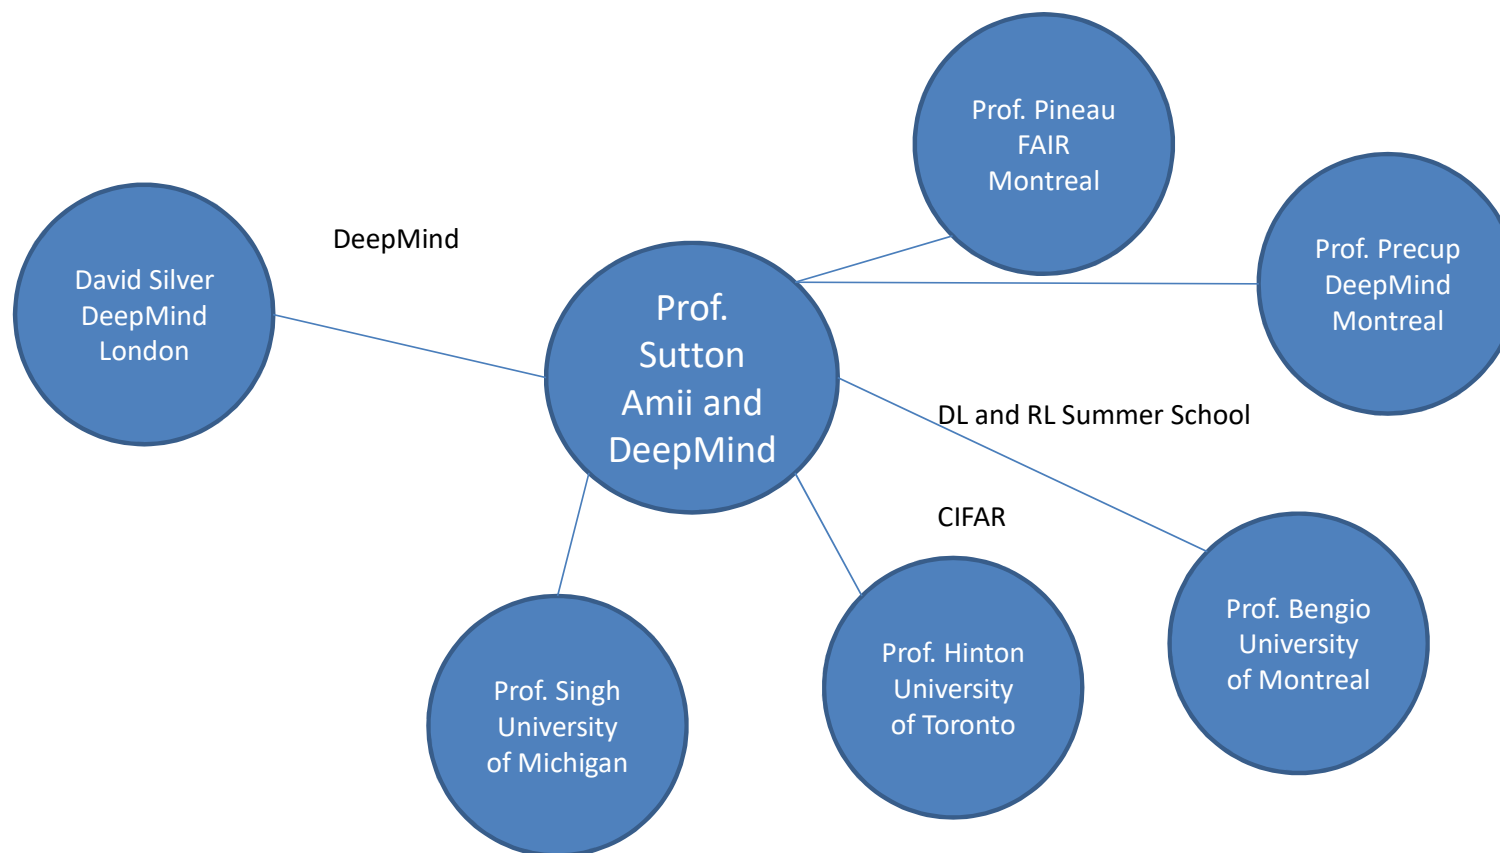 Prof. Pineau
FAIR
Montreal
Prof. Precup
DeepMind
Montreal
DeepMind
David Silver
DeepMind
London
Prof.
Sutton
Amii and
DeepMind
DL and RL Summer School
CIFAR
Prof. Bengio
University
of Montreal
Prof. Hinton
University
of Toronto
Prof. Singh
University
of Michigan